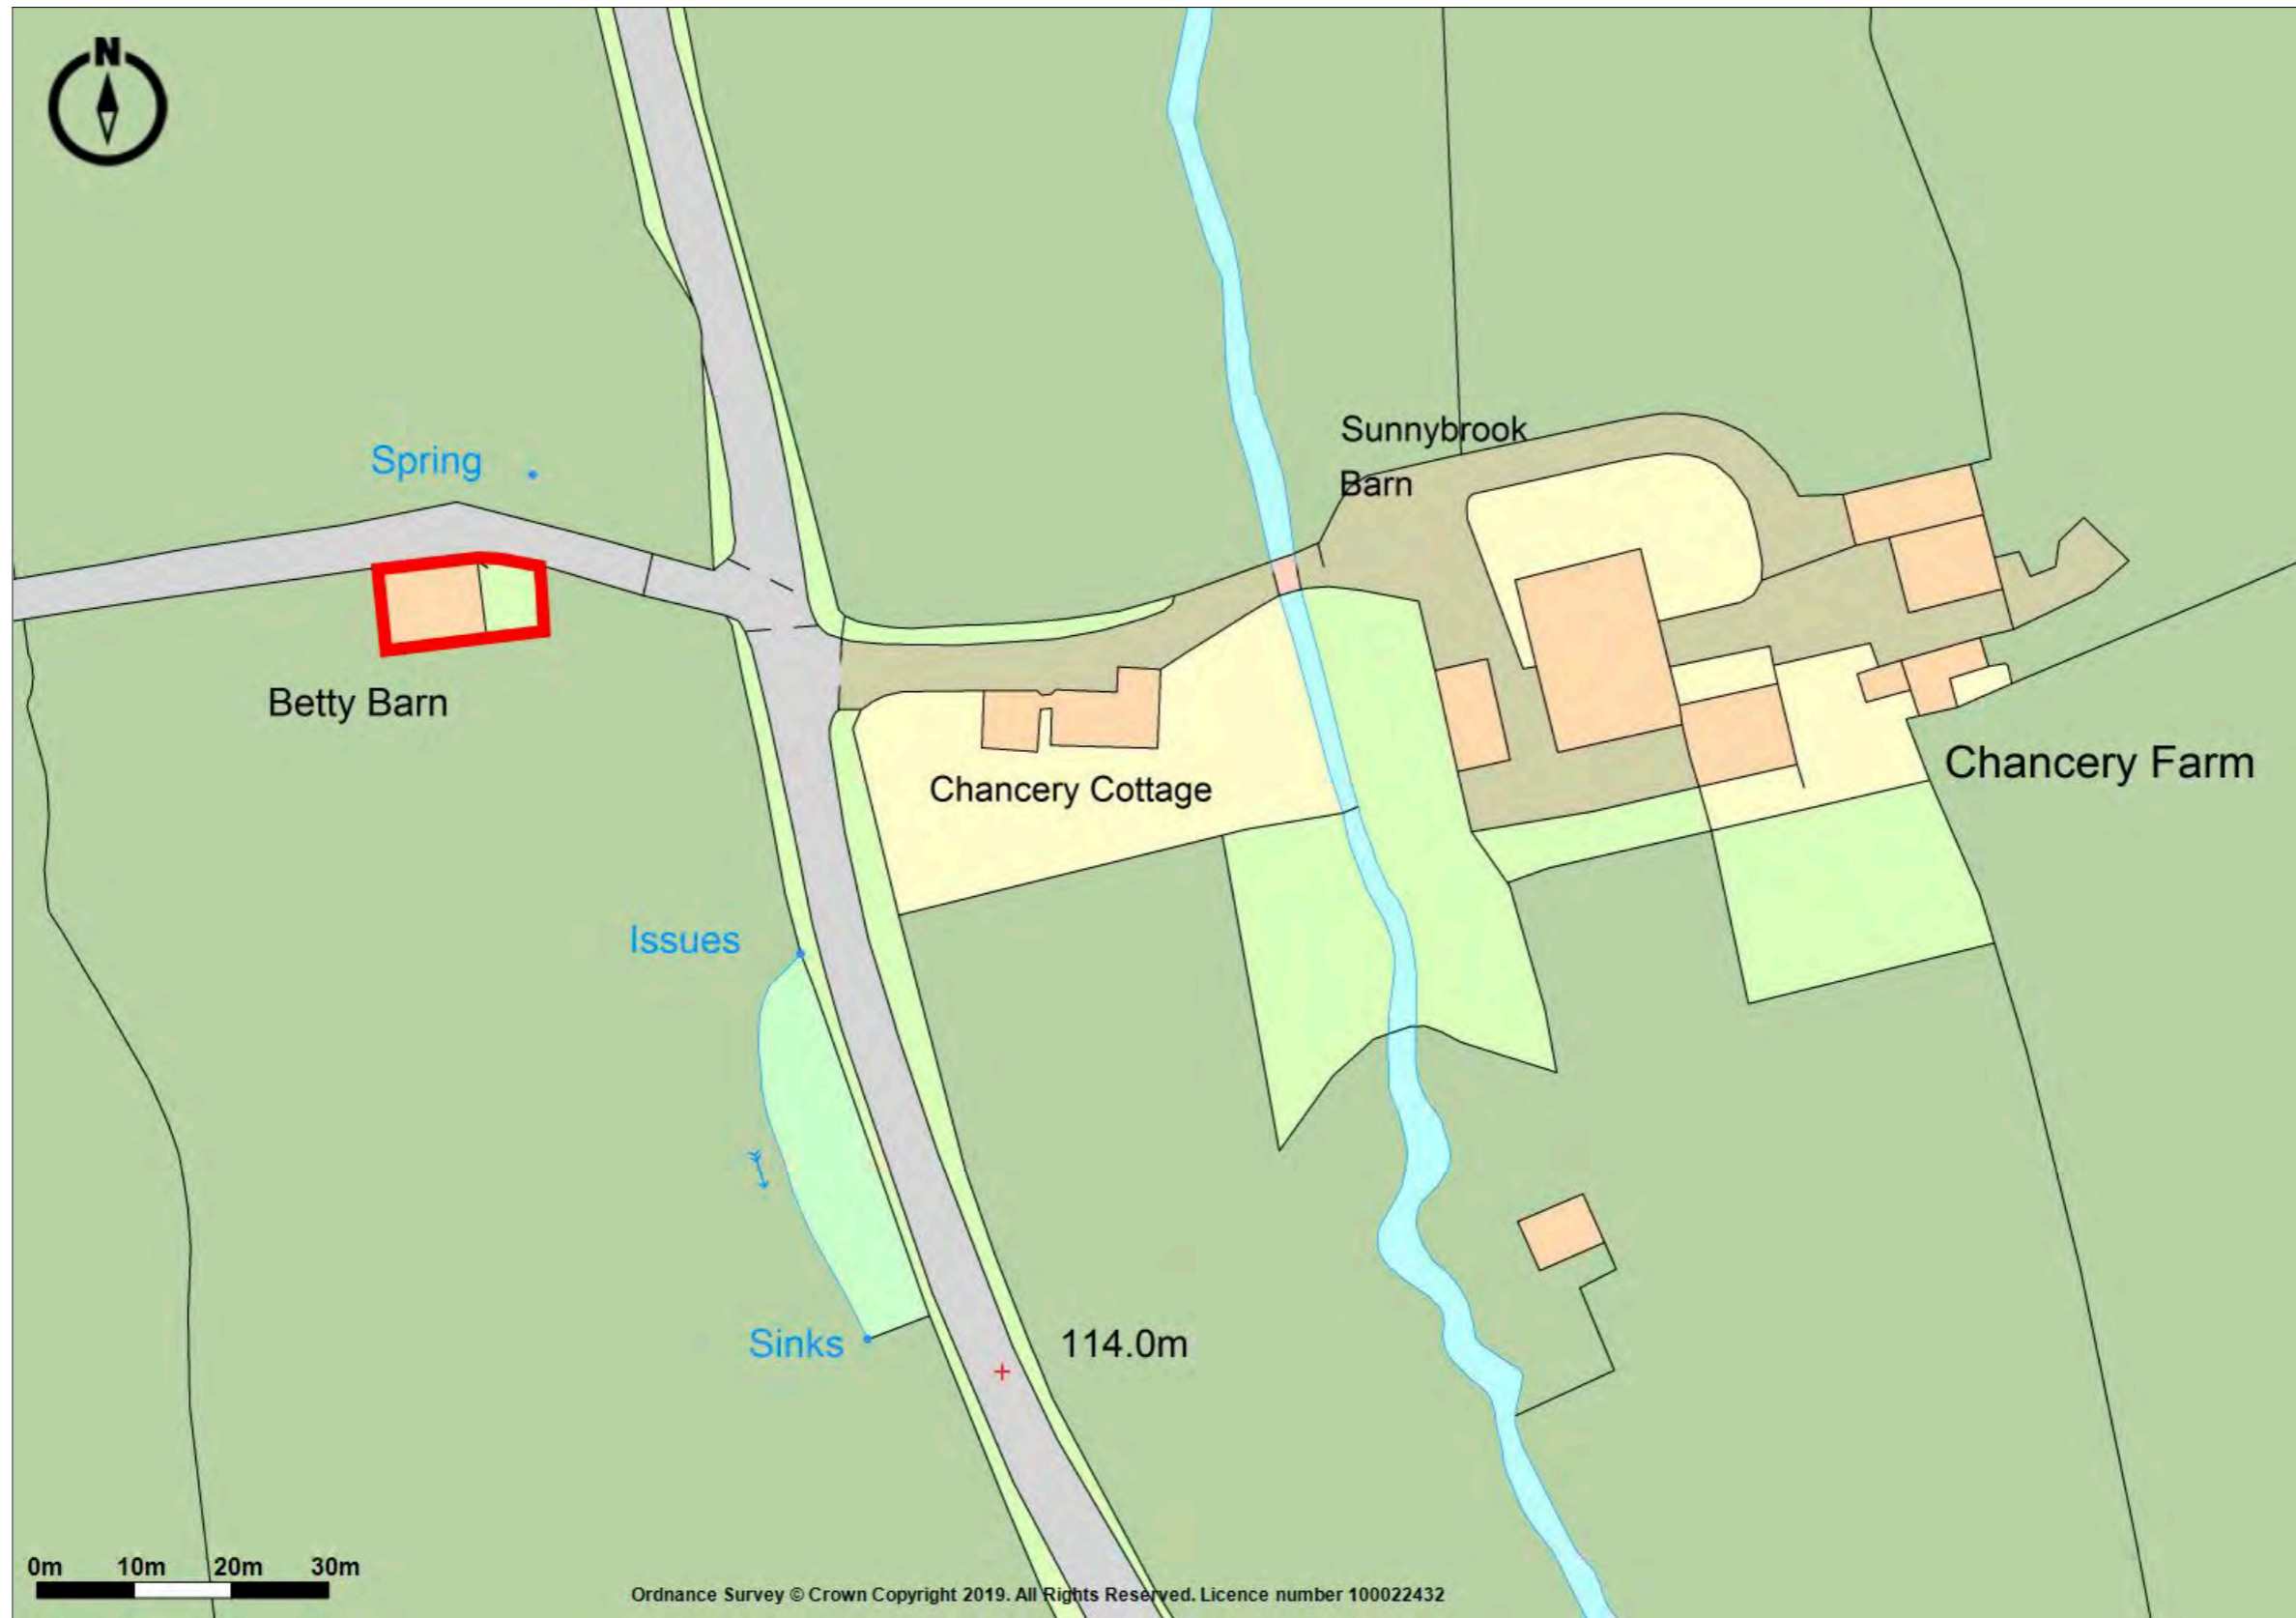 N
Sunnybrook
Barn
Spring
Betty Barn
Chancery Cottage
Chancery Farm
Issues
Sinks
114.0m
0m 10m 20m 30m
Ordnance Survey © Crown Copyright 2019. All Rights Reserved. Licence number 100022432